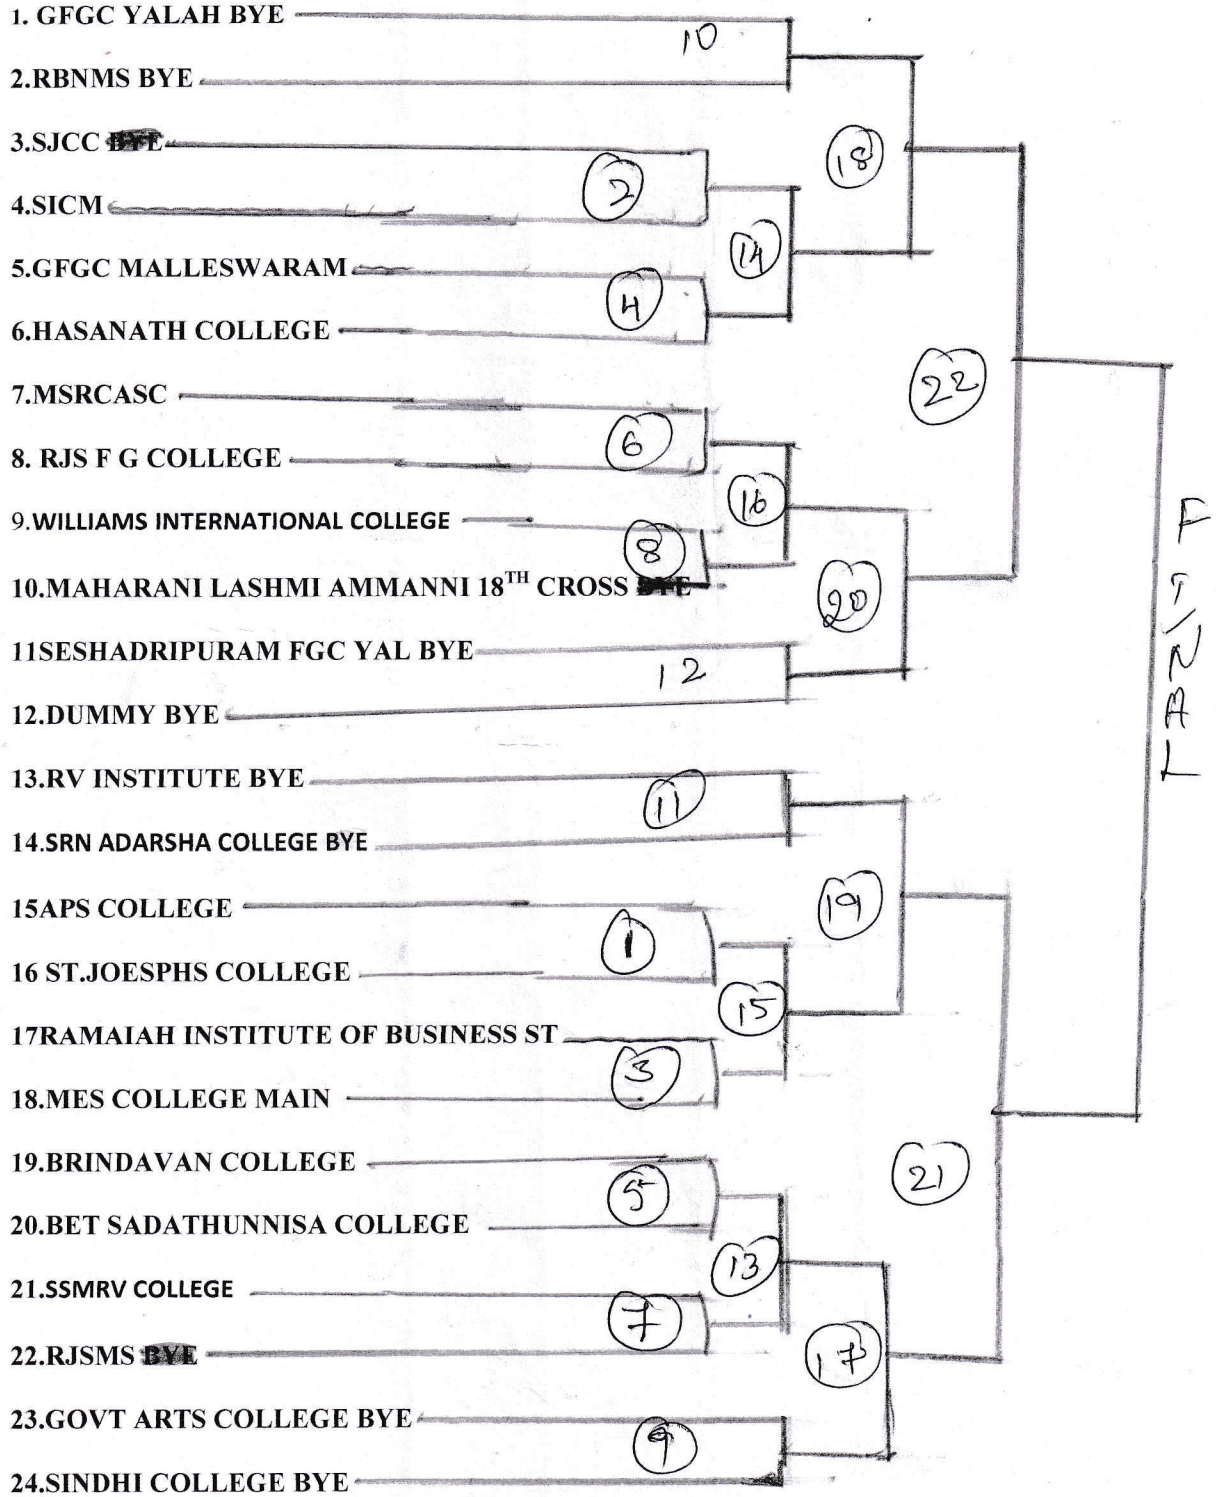 1. GFGC YALAH BYE
10
2.RBNMS BYE
3.SJCC BYE
18
2
4.SICM
14
5.GFGC MALLESWARAM
4
6.HASANATH COLLEGE
22
7.MSRCASC
6
8. RJS F G COLLEGE
16
9.WILLIAMS INTERNATIONAL COLLEGE
8
10.MAHARANI LASHMI AMMANNI 18TH CROSS BYE
20
11SESHADRIPURAM FGC YAL BYE
12
12.DUMMY BYE
FINAL
13.RV INSTITUTE BYE
11
14.SRN ADARSHA COLLEGE BYE
15APS COLLEGE
19
1
16 ST.JOESPHS COLLEGE
15
17RAMAIAH INSTITUTE OF BUSINESS ST
3
18.MES COLLEGE MAIN
19.BRINDAVAN COLLEGE
21
5
20.BET SADATHUNNISA COLLEGE
13
21.SSMRV COLLEGE
7
22.RJSMS BYE
17
23.GOVT ARTS COLLEGE BYE
9
24.SINDHI COLLEGE BYE